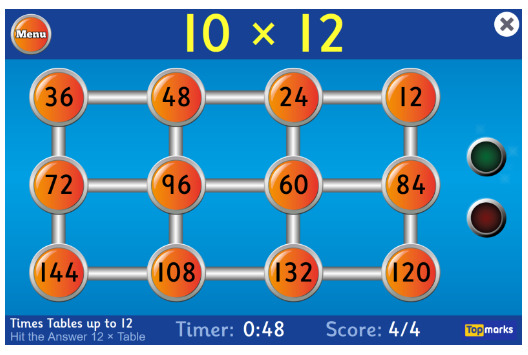 Menu
10 × 12
36 48 24 12
72 96 60 84
144 108 132 120
Times Tables up to 12
Hit the Answer 12 × Table
Timer: 0:48
Score: 4/4
Topmarks